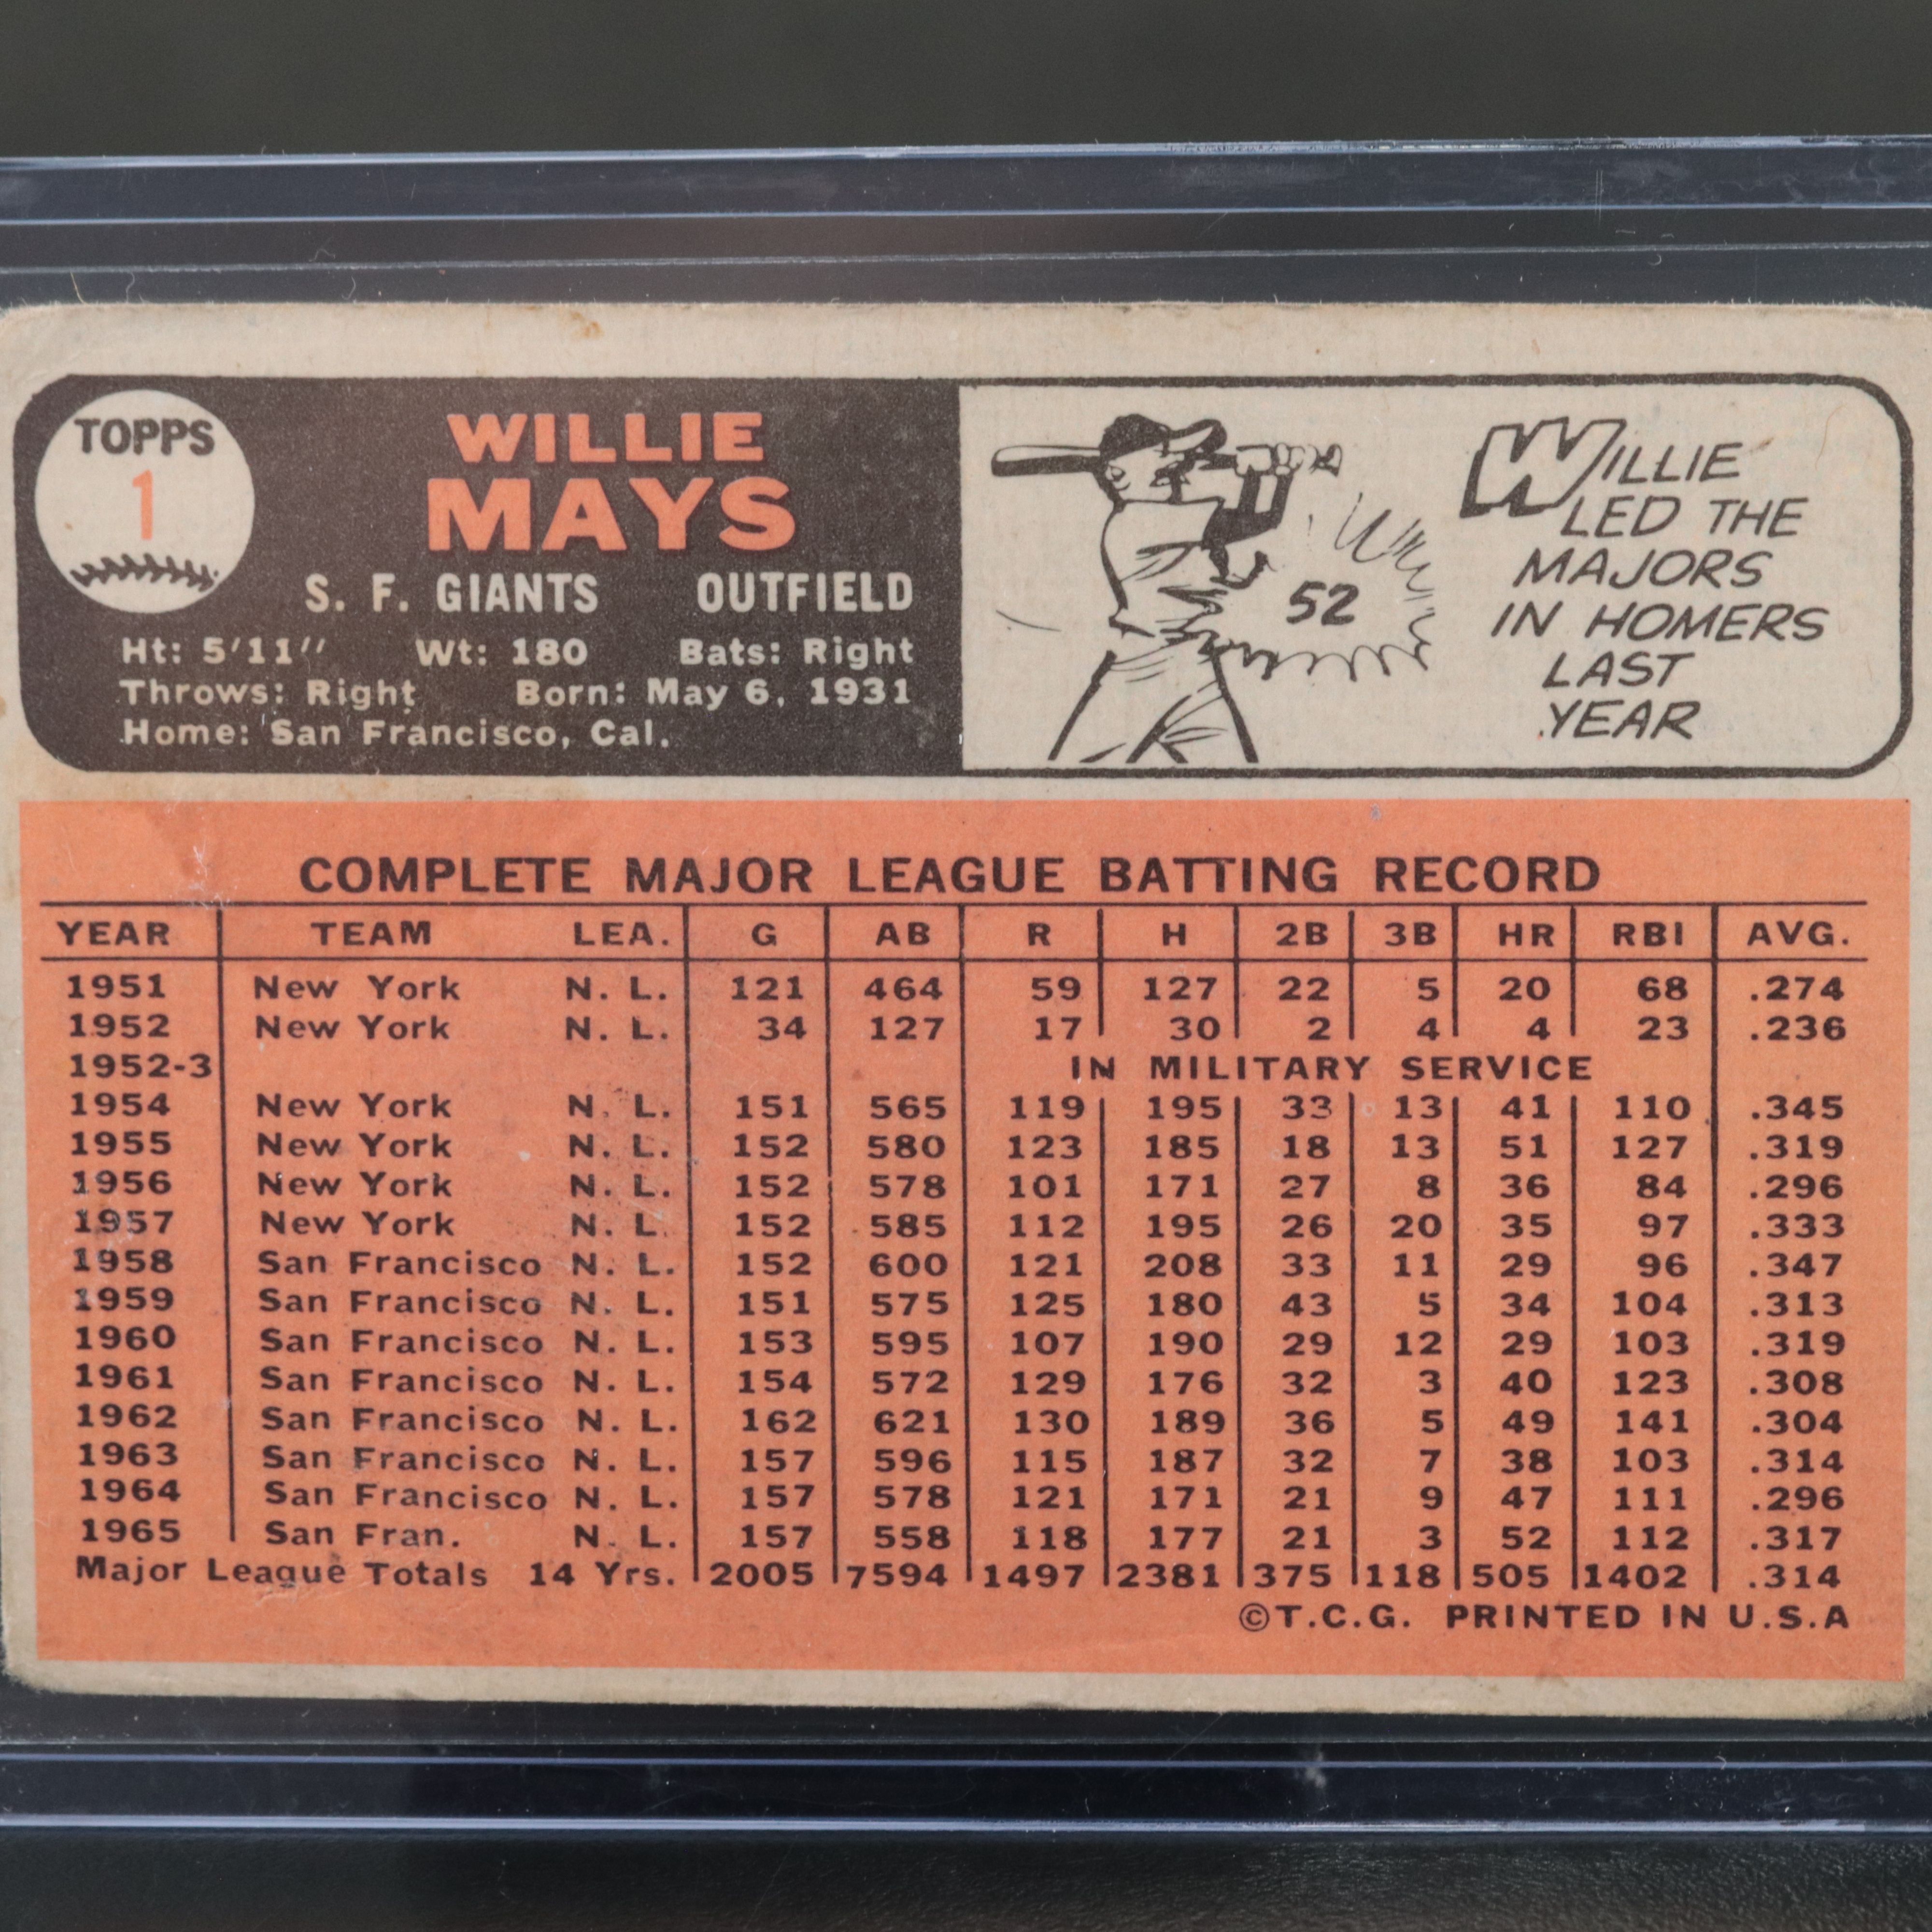 TOPPS
1
WILLIE
MAYS
S. F. GIANTS OUTFIELD
Ht: 5'11" Wt: 180 Bats: Right
Throws: Right Born: May 6, 1931
Home: San Francisco, Cal.
52
WILLIE
LED THE
MAJORS
IN HOMERS
LAST
YEAR
COMPLETE MAJOR LEAGUE BATTING RECORD
YEAR TEAM LEA. G AB R H 2B 3B HR RBI AVG.
1951 New York N. L. 121 464 59 127 22 5 20 68 .274
1952 New York N. L. 34 127 17 30 2 4 4 23 .236
1952-3 IN MILITARY SERVICE
1954 New York N. L. 151 565 119 195 33 13 41 110 .345
1955 New York N. L. 152 580 123 185 18 13 51 127 .319
1956 New York N. L. 152 578 101 171 27 8 36 84 .296
1957 New York N. L. 152 585 112 195 26 20 35 97 .333
1958 San Francisco N. L. 152 600 121 208 33 11 29 96 .347
1959 San Francisco N. L. 151 575 125 180 43 5 34 104 .313
1960 San Francisco N. L. 153 595 107 190 29 12 29 103 .319
1961 San Francisco N. L. 154 572 129 176 32 3 40 123 .308
1962 San Francisco N. L. 162 621 130 189 36 5 49 141 .304
1963 San Francisco N. L. 157 596 115 187 32 7 38 103 .314
1964 San Francisco N. L. 157 578 121 171 21 9 47 111 .296
1965 San Fran. N. L. 157 558 118 177 21 3 52 112 .317
Major League Totals 14 Yrs. 2005 7594 1497 2381 375 118 505 1402 .314
©T.C.G. PRINTED IN U.S.A